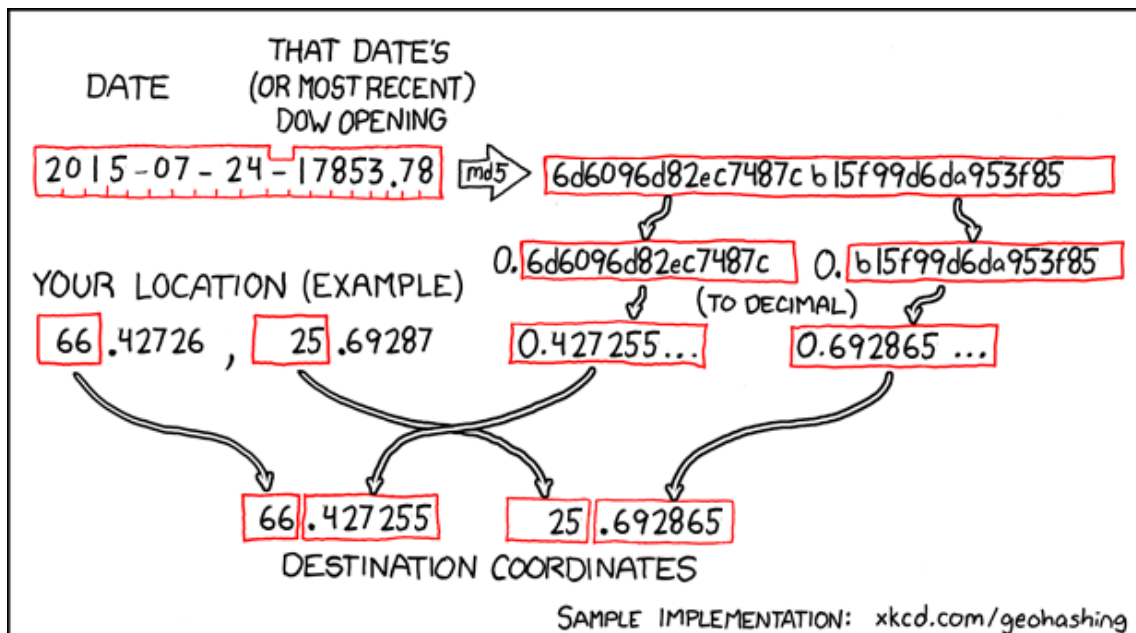 DATE
THAT DATE'S
(OR MOST RECENT)
DOW OPENING
2015-07-24-17853.78
md5
6d6096d82ec7487cb15f99d6da953f85
0.6d6096d82ec7487c
0.b15f99d6da953f85
(TO DECIMAL)
YOUR LOCATION (EXAMPLE)
66.42726, 25.69287
0.427255...
0.692865...
66.427255
25.692865
DESTINATION COORDINATES
SAMPLE IMPLEMENTATION: xkcd.com/geohashing